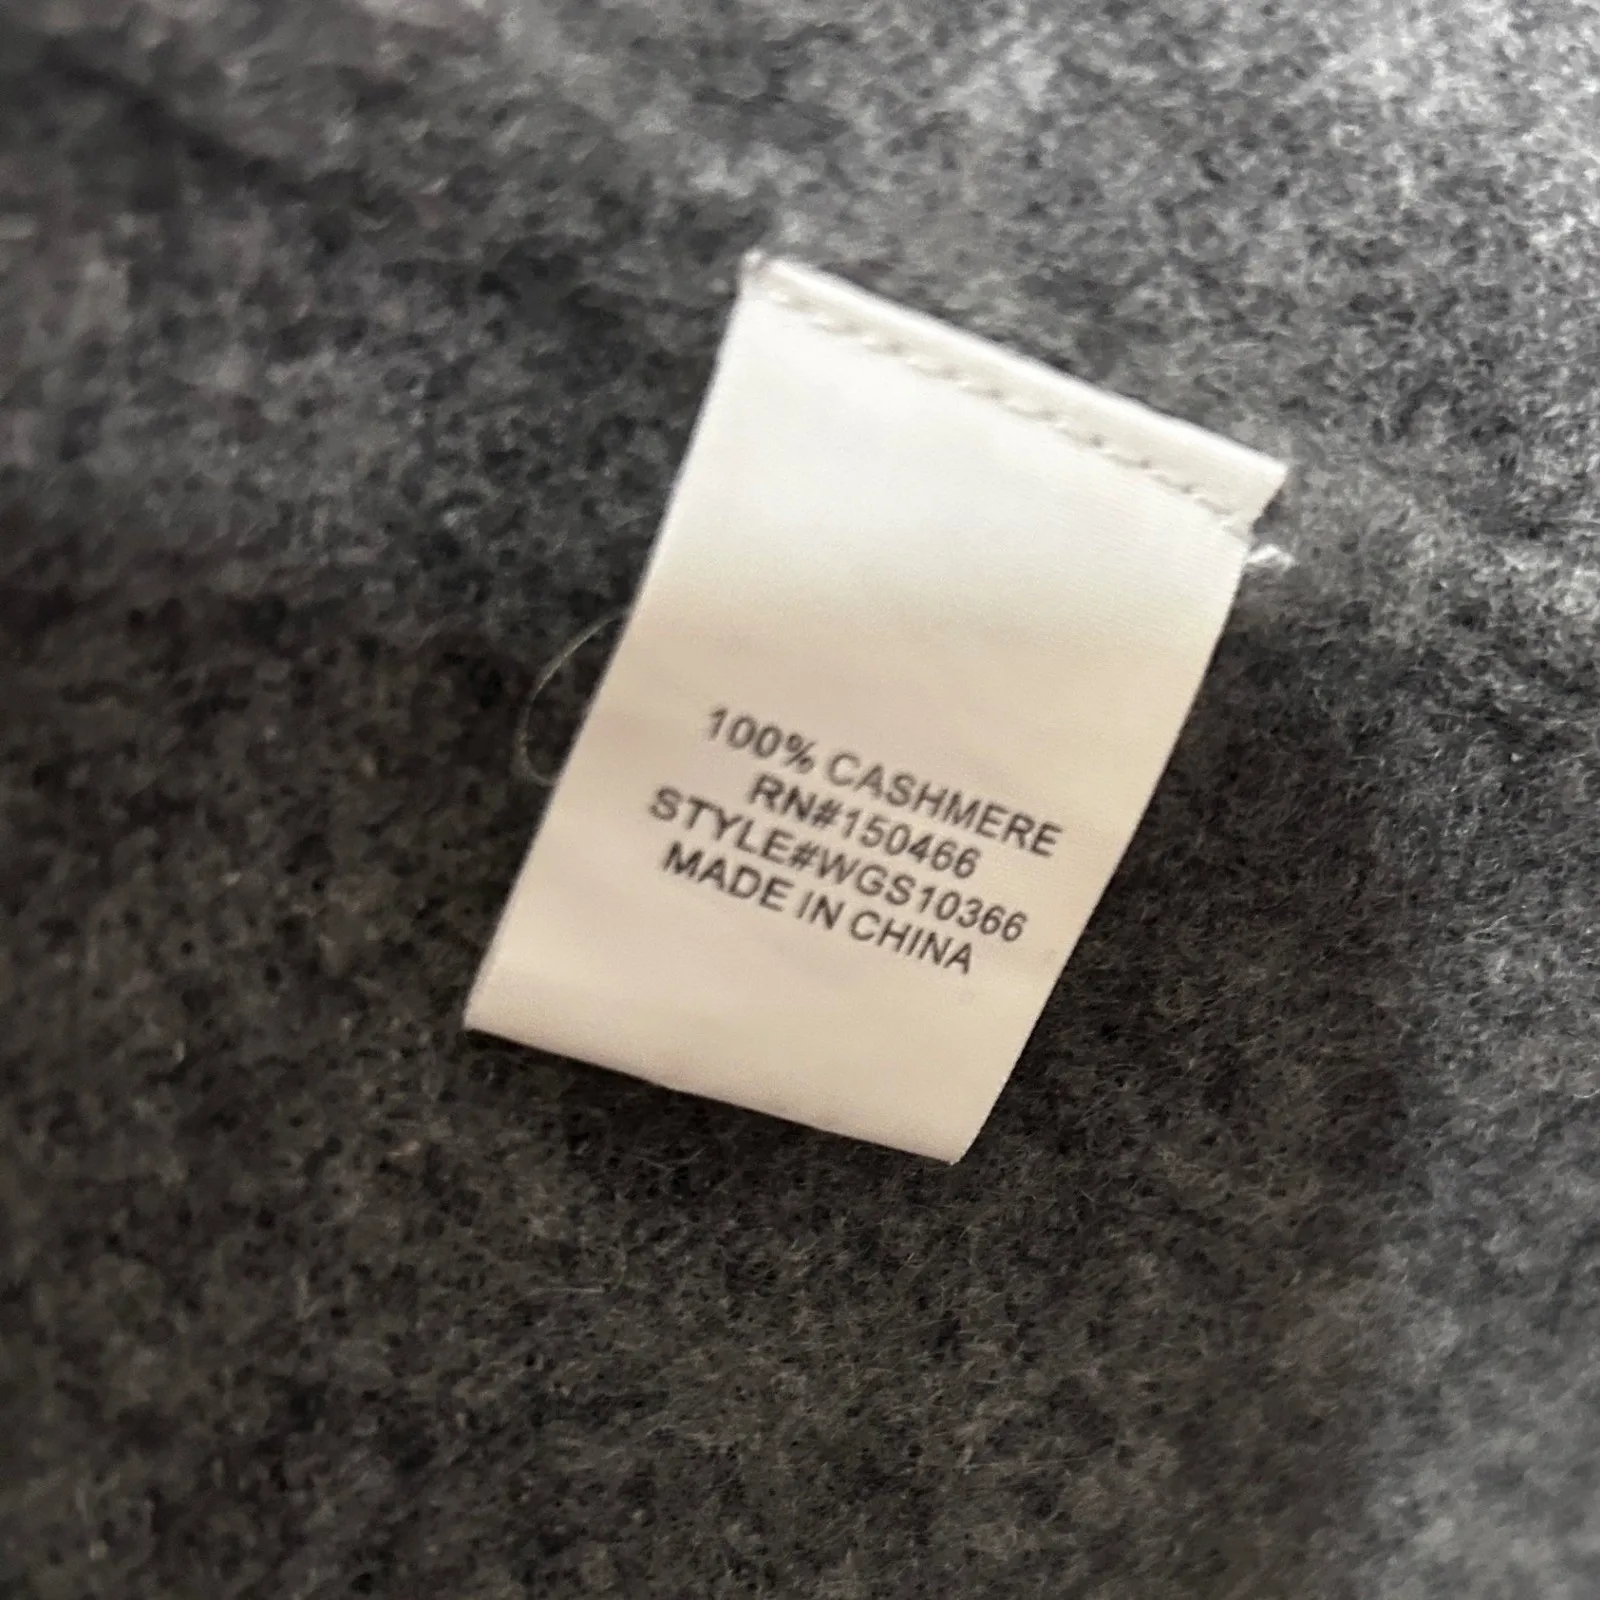 100% CASHMERE
RN#150466
STYLE#WGS10366
MADE IN CHINA